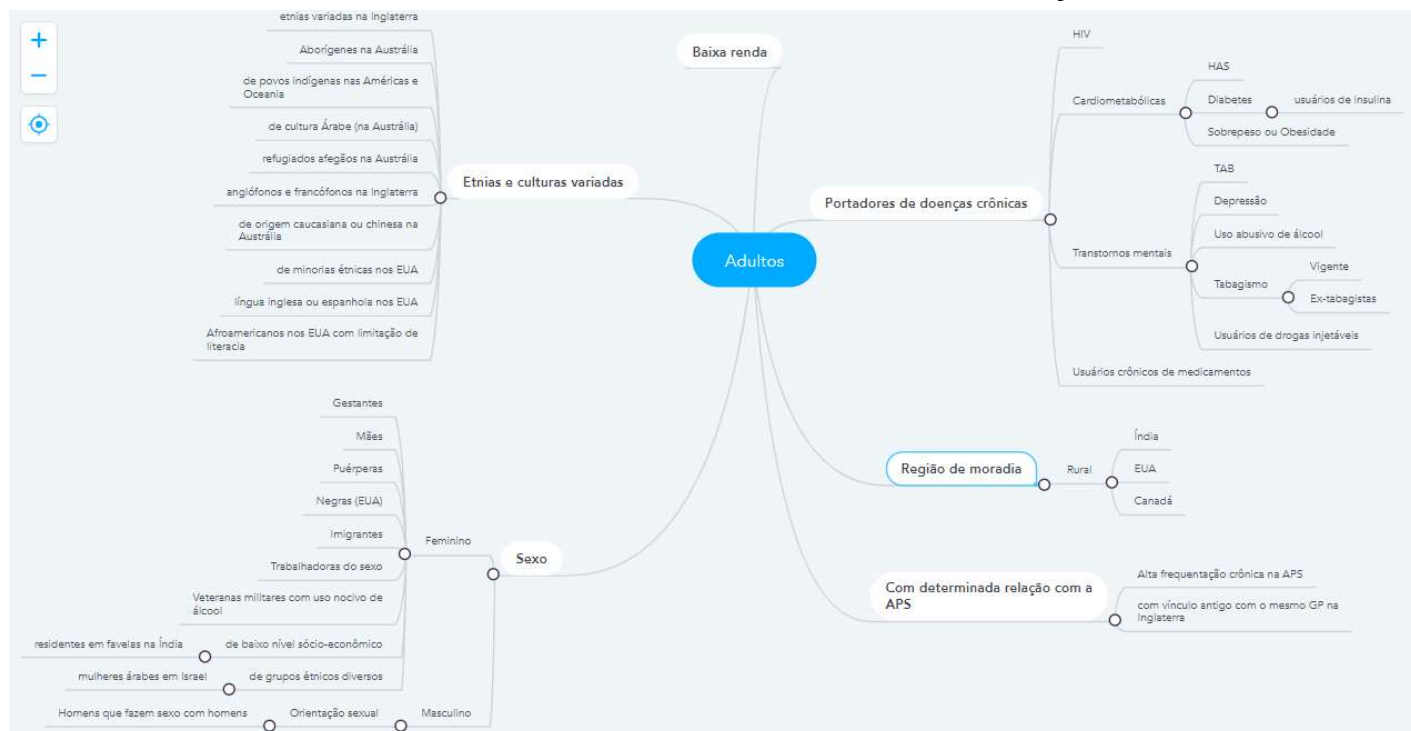 etnias variadas na Inglaterra
Aborígenes na Austrália
de povos indígenas nas Américas e
Oceania
de cultura Árabe (na Austrália)
refugiados afegãos na Austrália
anglófonos e francófonos na Inglaterra
de origem caucasiana ou chinesa na
Austrália
de minorias étnicas nos EUA
língua inglesa ou espanhola nos EUA
Afroamericanos nos EUA com limitação de
literacia
Etnias e culturas variadas
Baixa renda
Adultos
Portadores de doenças crônicas
HIV
Cardiometabólicas
HAS
Diabetes
usuários de insulina
Sobrepeso ou Obesidade
Transtornos mentais
TAB
Depressão
Uso abusivo de álcool
Tabagismo
Vigente
Ex-tabagistas
Usuários de drogas injetáveis
Usuários crônicos de medicamentos
Região de moradia
Rural
Índia
EUA
Canadá
Com determinada relação com a
APS
Alta frequentação crônica na APS
com vínculo antigo com o mesmo GP na
Inglaterra
Sexo
Feminino
Gestantes
Mães
Puérperas
Negras (EUA)
Imigrantes
Trabalhadoras do sexo
Veteranas militares com uso nocivo de
álcool
residentes em favelas na Índia
de baixo nível sócio-econômico
mulheres árabes em Israel
de grupos étnicos diversos
Homens que fazem sexo com homens
Orientação sexual
Masculino